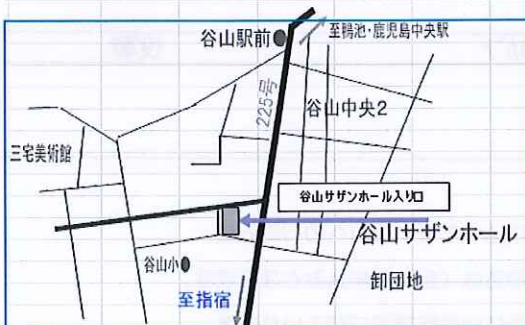 谷山駅前
至鴨池・鹿児島中央駅
225号
谷山中央2
三宅美術館
谷山サザンホール入り口
谷山サザンホール
谷山小
卸団地
至指宿